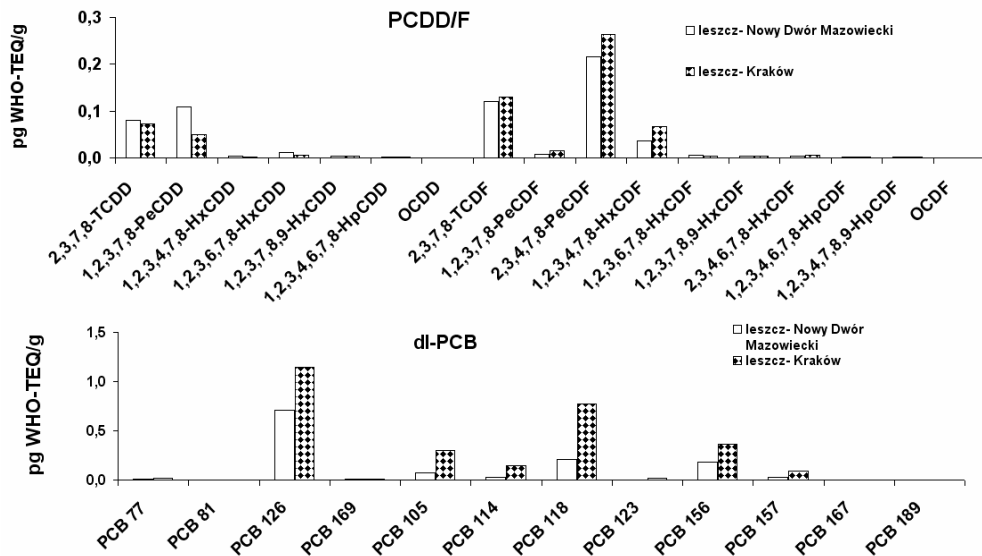 PCDD/F
pg WHO-TEQ/g
0,3
0,2
0,1
0,0
leszcz- Nowy Dwór Mazowiecki
leszcz- Kraków
2,3,7,8-TCDD
1,2,3,7,8-PeCDD
1,2,3,4,7,8-HxCDD
1,2,3,6,7,8-HxCDD
1,2,3,7,8,9-HxCDD
1,2,3,4,6,7,8-HpCDD
OCDD
2,3,7,8-TCDF
1,2,3,7,8-PeCDF
2,3,4,7,8-PeCDF
1,2,3,4,7,8-HxCDF
1,2,3,6,7,8-HxCDF
1,2,3,7,8,9-HxCDF
2,3,4,6,7,8-HxCDF
1,2,3,4,6,7,8-HpCDF
1,2,3,4,7,8,9-HpCDF
OCDF
dl-PCB
pg WHO-TEQ/g
1,5
1,0
0,5
0,0
leszcz- Nowy Dwór
Mazowiecki
leszcz- Kraków
PCB 77
PCB 81
PCB 126
PCB 169
PCB 105
PCB 114
PCB 118
PCB 123
PCB 156
PCB 157
PCB 167
PCB 189